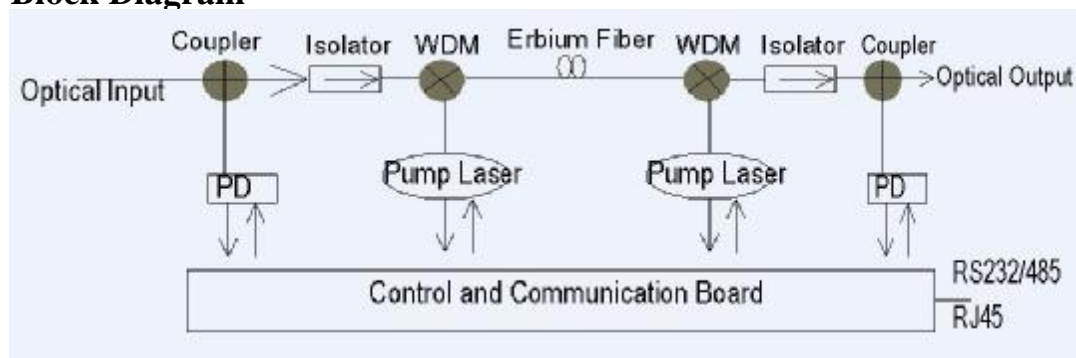 Block Diagram
Coupler Isolator WDM Erbium Fiber WDM Isolator Coupler
Optical Input
Optical Output
PD Pump Laser Pump Laser PD
Control and Communication Board
RS232/485
RJ45